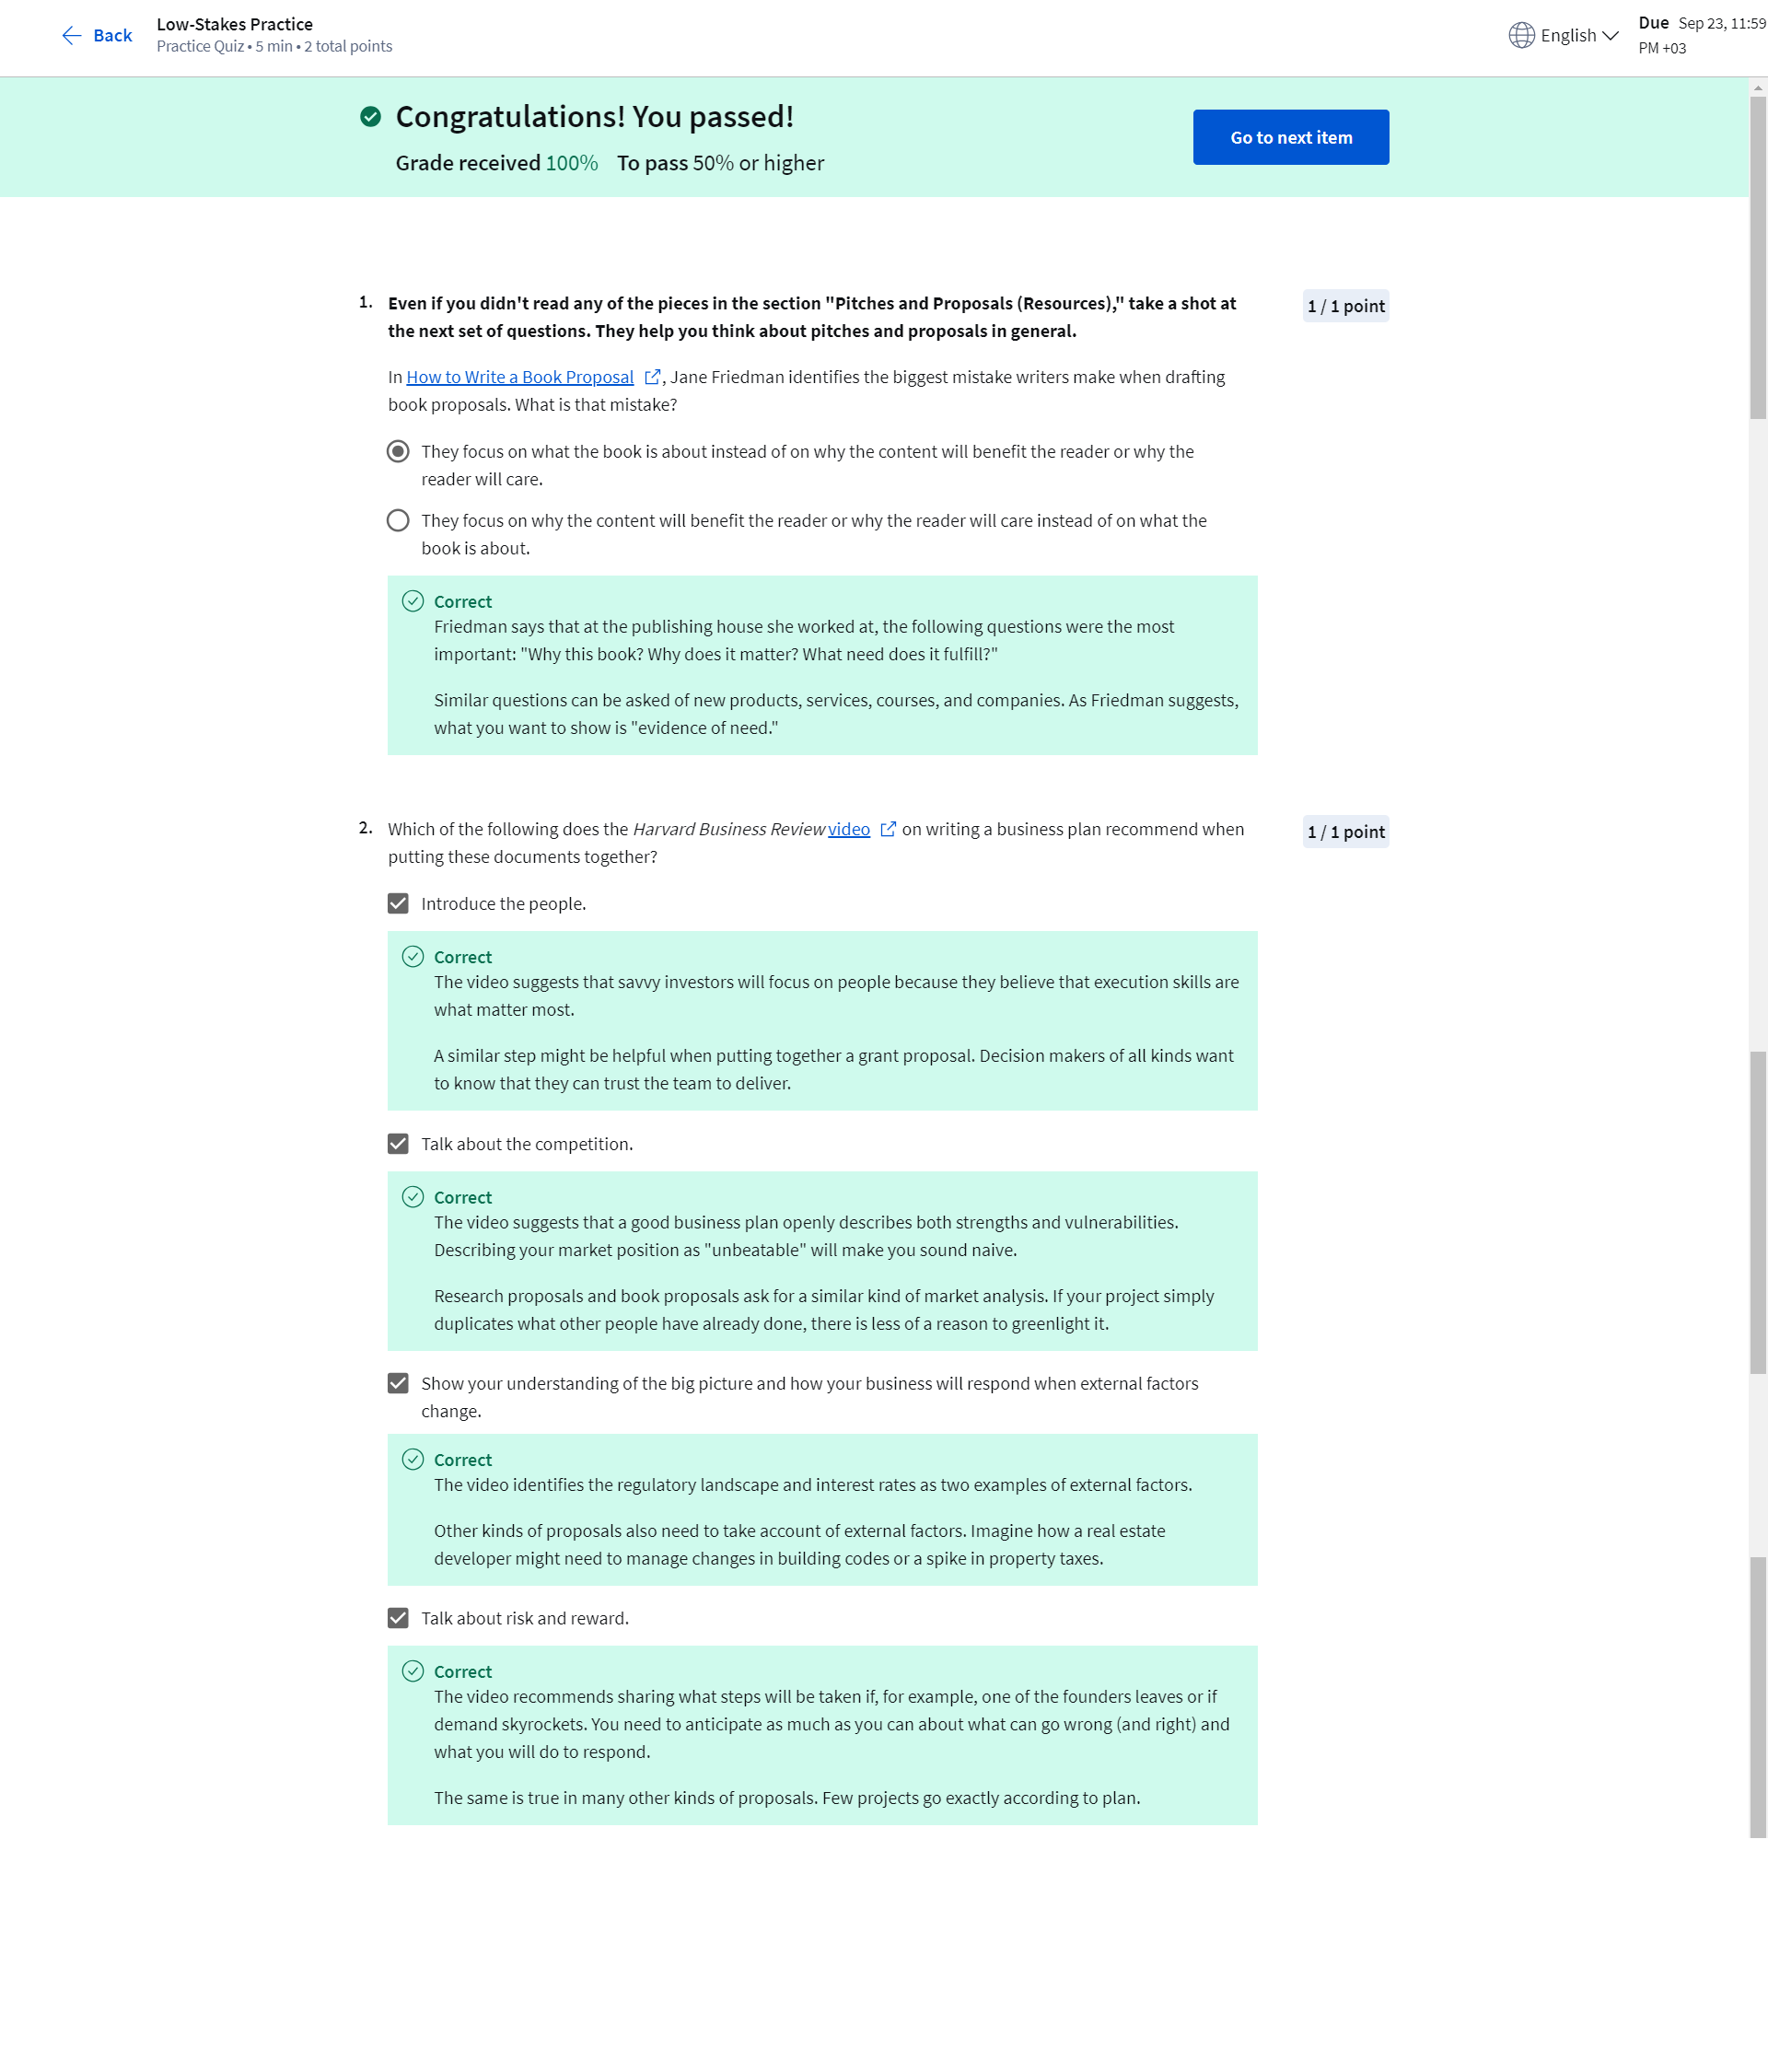 Back
Low-Stakes Practice
Practice Quiz • 5 min • 2 total points
English
Due Sep 23, 11:59
PM +03
Congratulations! You passed!
Grade received 100% To pass 50% or higher
Go to next item
1. Even if you didn't read any of the pieces in the section "Pitches and Proposals (Resources)," take a shot at
the next set of questions. They help you think about pitches and proposals in general.
1 / 1 point
In How to Write a Book Proposal , Jane Friedman identifies the biggest mistake writers make when drafting
book proposals. What is that mistake?
They focus on what the book is about instead of on why the content will benefit the reader or why the
reader will care.
They focus on why the content will benefit the reader or why the reader will care instead of on what the
book is about.
Correct
Friedman says that at the publishing house she worked at, the following questions were the most
important: "Why this book? Why does it matter? What need does it fulfill?"
Similar questions can be asked of new products, services, courses, and companies. As Friedman suggests,
what you want to show is "evidence of need."
2. Which of the following does the Harvard Business Review video on writing a business plan recommend when
putting these documents together?
1 / 1 point
Introduce the people.
Correct
The video suggests that savvy investors will focus on people because they believe that execution skills are
what matter most.
A similar step might be helpful when putting together a grant proposal. Decision makers of all kinds want
to know that they can trust the team to deliver.
Talk about the competition.
Correct
The video suggests that a good business plan openly describes both strengths and vulnerabilities.
Describing your market position as "unbeatable" will make you sound naive.
Research proposals and book proposals ask for a similar kind of market analysis. If your project simply
duplicates what other people have already done, there is less of a reason to greenlight it.
Show your understanding of the big picture and how your business will respond when external factors
change.
Correct
The video identifies the regulatory landscape and interest rates as two examples of external factors.
Other kinds of proposals also need to take account of external factors. Imagine how a real estate
developer might need to manage changes in building codes or a spike in property taxes.
Talk about risk and reward.
Correct
The video recommends sharing what steps will be taken if, for example, one of the founders leaves or if
demand skyrockets. You need to anticipate as much as you can about what can go wrong (and right) and
what you will do to respond.
The same is true in many other kinds of proposals. Few projects go exactly according to plan.